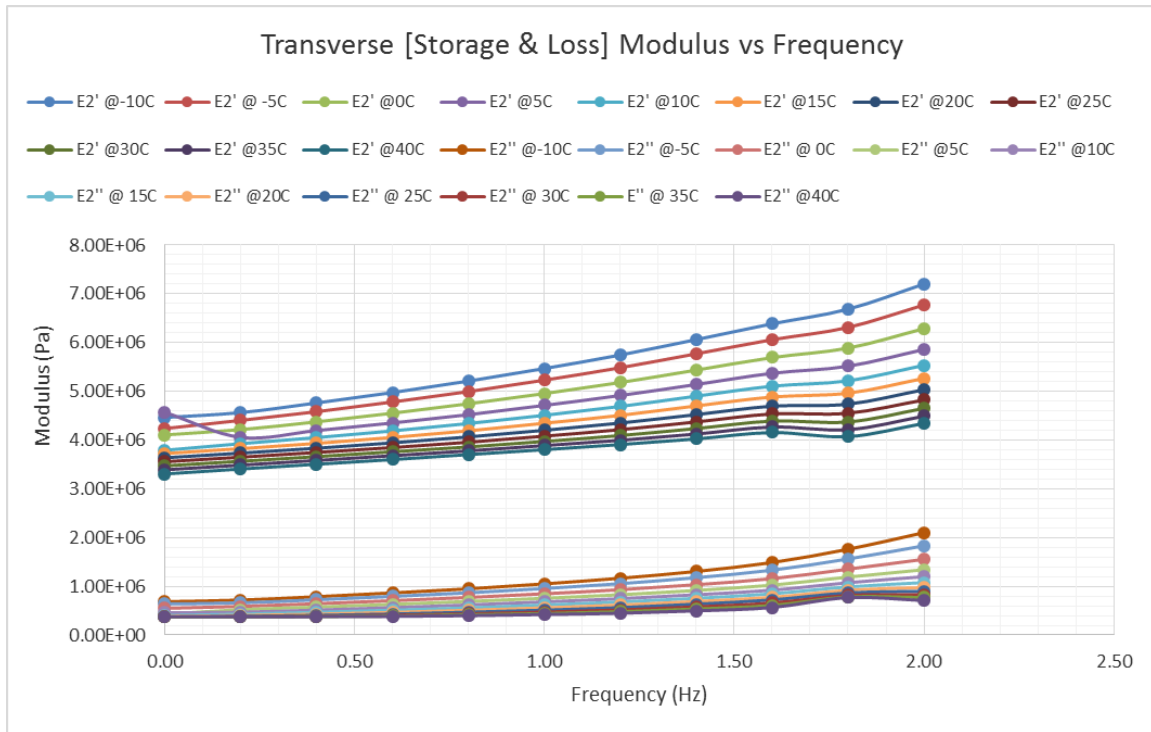 Transverse [Storage & Loss] Modulus vs Frequency
E2' @-10C E2' @ -5C E2' @0C E2' @5C E2' @10C E2' @15C E2' @20C E2' @25C
E2' @30C E2' @35C E2' @40C E2'' @-10C E2'' @-5C E2'' @ 0C E2'' @5C E2'' @10C
E2'' @ 15C E2'' @20C E2'' @ 25C E2'' @ 30C E'' @ 35C E2'' @40C
8.00E+06
7.00E+06
6.00E+06
5.00E+06
4.00E+06
3.00E+06
2.00E+06
1.00E+06
0.00E+00
Modulus (Pa)
0.00 0.50 1.00 1.50 2.00 2.50
Frequency (Hz)